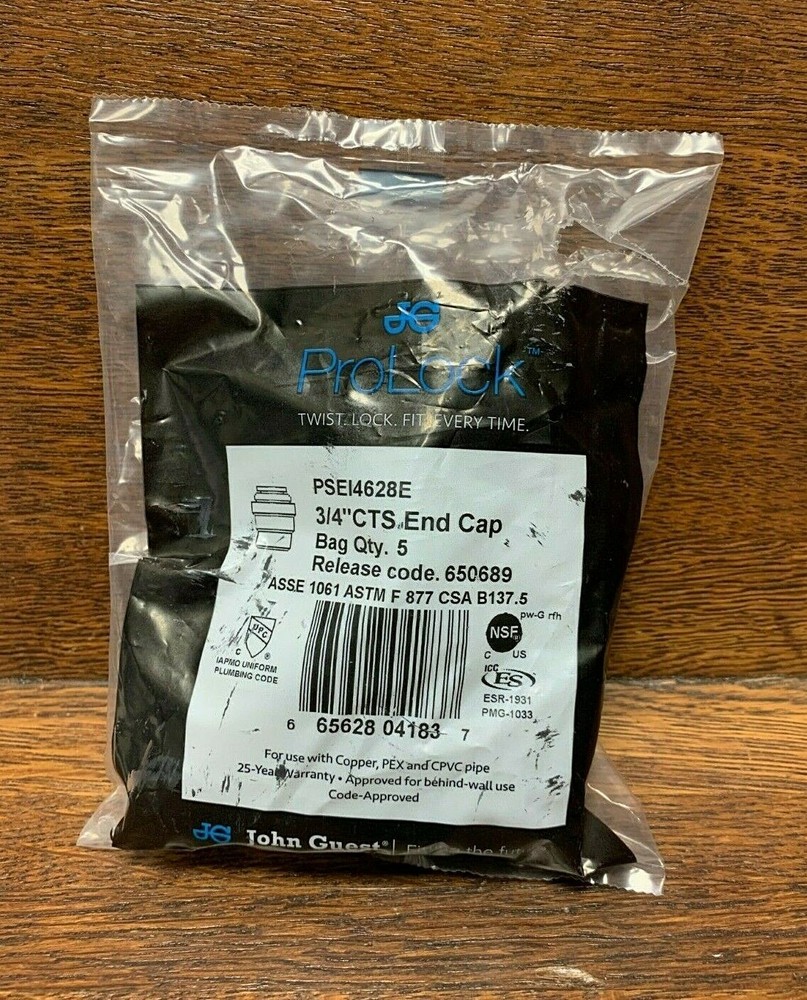 JG
ProLock™
TWIST. LOCK. FIT. EVERY TIME.
PSEI4628E
3/4"CTS End Cap
Bag Qty. 5
Release code. 650689
ASSE 1061 ASTM F 877 CSA B137.5
UPC
C ®
IAPMO UNIFORM
PLUMBING CODE
pw-G rfh
NSF
C US
ICC
ES
ESR-1931
PMG-1033
6 65628 04183 7
For use with Copper, PEX and CPVC pipe
25-Year Warranty • Approved for behind-wall use
Code-Approved
JG John Guest® | the